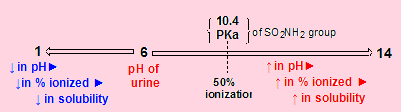 10.4
PKa
of SO2NH2 group
1
6
14
↓in pH►
pH of
urine
50%
ionization
↑in pH►
↓in % ionized ►
↑ in % ionized ►
↓ in solubility
↑ in solubility